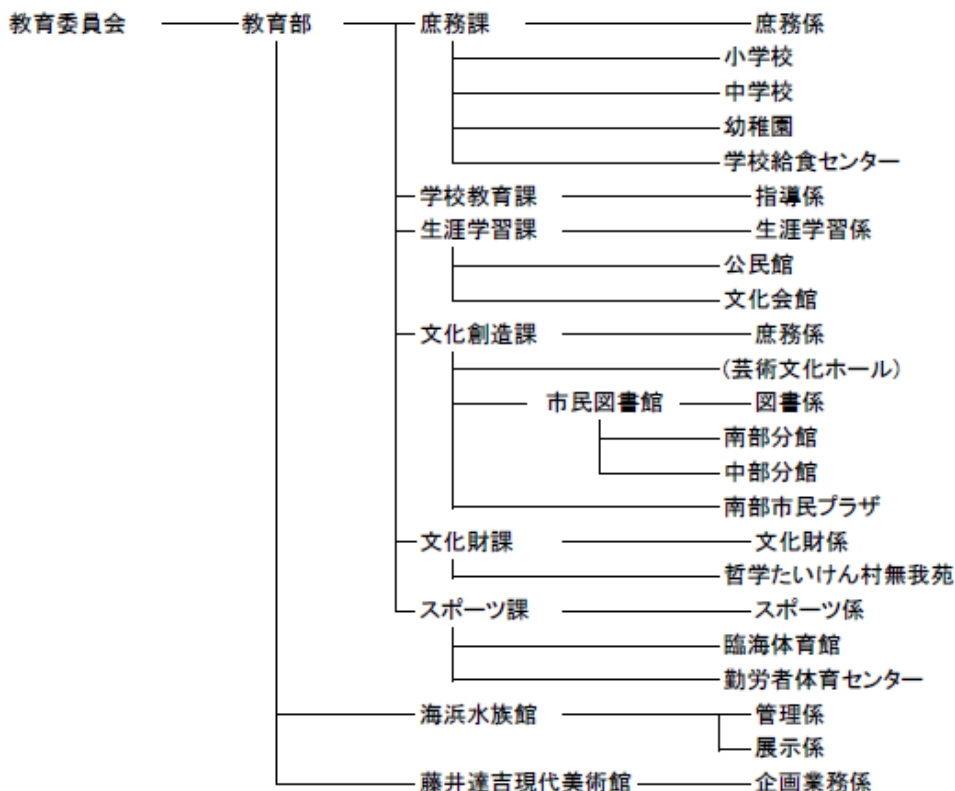 教育委員会 教育部 庶務課 庶務係
小学校
中学校
幼稚園
学校給食センター
学校教育課 指導係
生涯学習課 生涯学習係
公民館
文化会館
文化創造課 庶務係
(芸術文化ホール)
市民図書館 図書係
南部分館
中部分館
南部市民プラザ
文化財課 文化財係
哲学たいけん村無我苑
スポーツ課 スポーツ係
臨海体育館
勤労者体育センター
海浜水族館 管理係
展示係
藤井達吉現代美術館 企画業務係